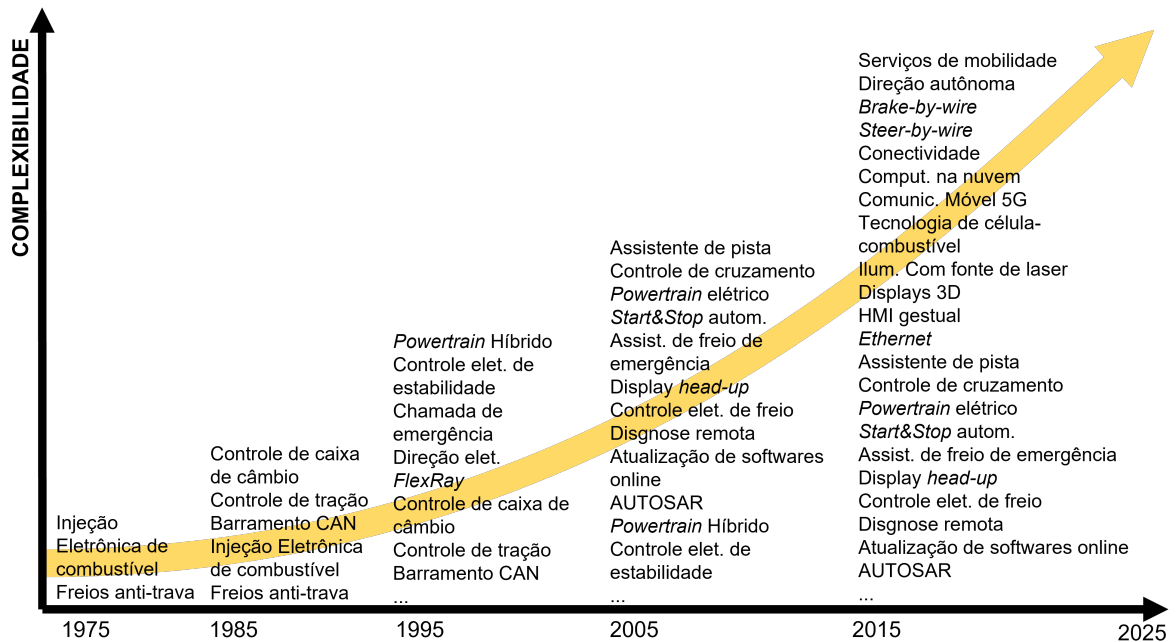 COMPLEXIBILIDADE
Injeção
Eletrônica de
combustível
Freios anti-trava
Controle de caixa
de câmbio
Controle de tração
Barramento CAN
Injeção Eletrônica
de combustível
Freios anti-trava
Powertrain Híbrido
Controle elet. de
estabilidade
Chamada de
emergência
Direção elet.
FlexRay
Controle de caixa de
câmbio
Controle de tração
Barramento CAN
...
Assistente de pista
Controle de cruzamento
Powertrain elétrico
Start&Stop autom.
Assist. de freio de
emergência
Display head-up
Controle elet. de freio
Disgnose remota
Atualização de softwares
online
AUTOSAR
Powertrain Híbrido
Controle elet. de
estabilidade
...
Serviços de mobilidade
Direção autônoma
Brake-by-wire
Steer-by-wire
Conectividade
Comput. na nuvem
Comunic. Móvel 5G
Tecnologia de célula-
combustível
Ilum. Com fonte de laser
Displays 3D
HMI gestual
Ethernet
Assistente de pista
Controle de cruzamento
Powertrain elétrico
Start&Stop autom.
Assist. de freio de emergência
Display head-up
Controle elet. de freio
Disgnose remota
Atualização de softwares online
AUTOSAR
...
1975
1985
1995
2005
2015
2025